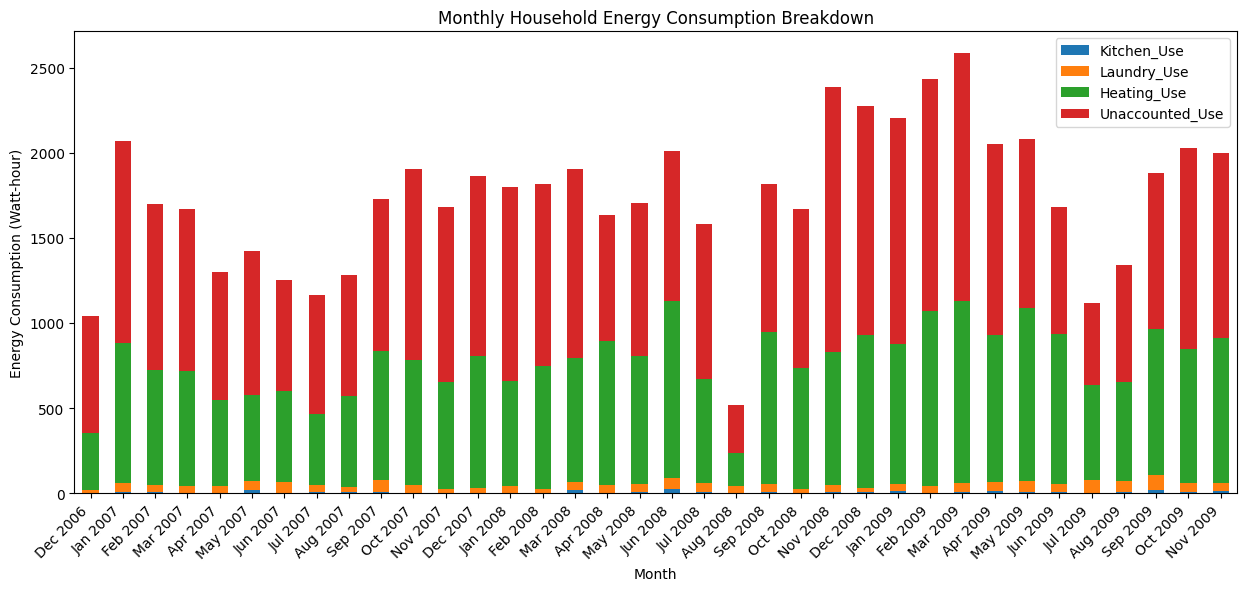 Monthly Household Energy Consumption Breakdown
Kitchen_Use
Laundry_Use
Heating_Use
Unaccounted_Use
Energy Consumption (Watt-hour)
2500
2000
1500
1000
500
0
Dec 2006
Jan 2007
Feb 2007
Mar 2007
Apr 2007
May 2007
Jun 2007
Jul 2007
Aug 2007
Sep 2007
Oct 2007
Nov 2007
Dec 2007
Jan 2008
Feb 2008
Mar 2008
Apr 2008
May 2008
Jun 2008
Jul 2008
Aug 2008
Sep 2008
Oct 2008
Nov 2008
Dec 2008
Jan 2009
Feb 2009
Mar 2009
Apr 2009
May 2009
Jun 2009
Jul 2009
Aug 2009
Sep 2009
Oct 2009
Nov 2009
Month